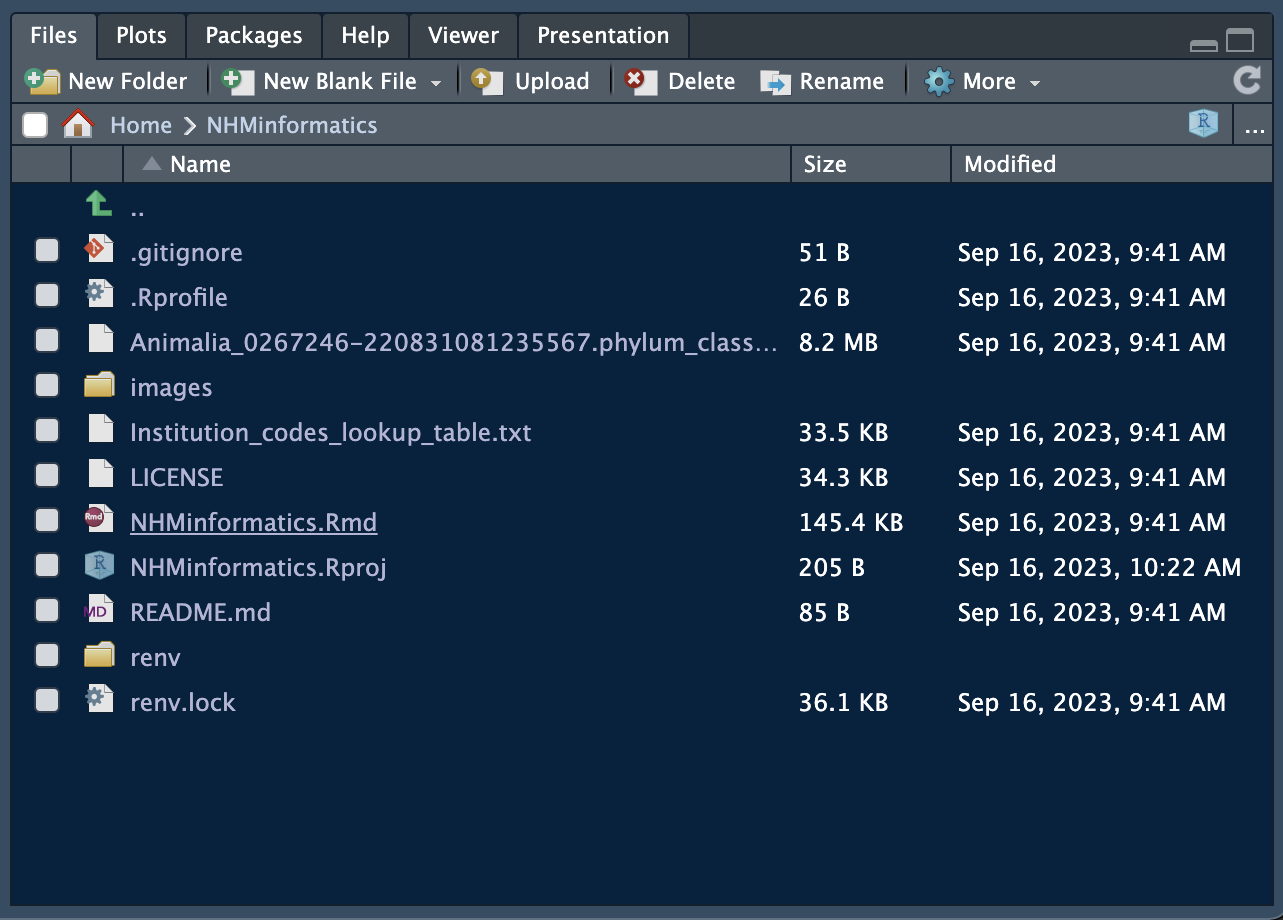 Files Plots Packages Help Viewer Presentation
New Folder New Blank File Upload Delete Rename More
Home NHMinformatics R ...
Name Size Modified
..
.gitignore 51 B Sep 16, 2023, 9:41 AM
.Rprofile 26 B Sep 16, 2023, 9:41 AM
Animalia_0267246-220831081235567.phylum_class... 8.2 MB Sep 16, 2023, 9:41 AM
images
Institution_codes_lookup_table.txt 33.5 KB Sep 16, 2023, 9:41 AM
LICENSE 34.3 KB Sep 16, 2023, 9:41 AM
Rmd NHMinformatics.Rmd 145.4 KB Sep 16, 2023, 9:41 AM
R NHMinformatics.Rproj 205 B Sep 16, 2023, 10:22 AM
MD README.md 85 B Sep 16, 2023, 9:41 AM
renv
renv.lock 36.1 KB Sep 16, 2023, 9:41 AM